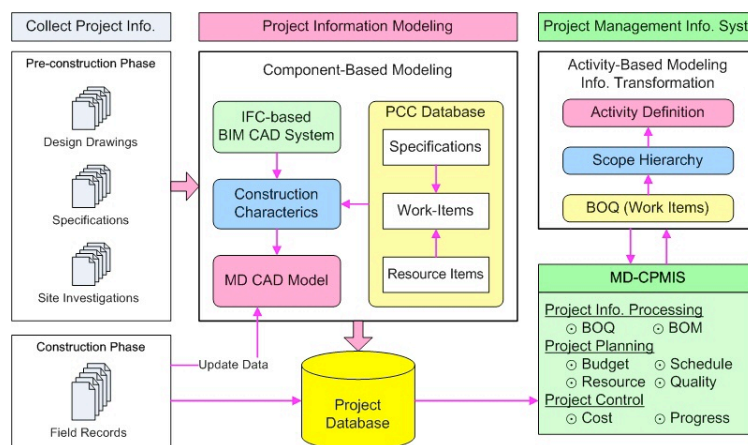 Collect Project Info.
Pre-construction Phase
Design Drawings
Specifications
Site Investigations
Construction Phase
Field Records
Project Information Modeling
Component-Based Modeling
IFC-based
BIM CAD System
Construction
Characterics
MD CAD Model
PCC Database
Specifications
Work-Items
Resource Items
Update Data
Project
Database
Project Management Info. Syst
Activity-Based Modeling
Info. Transformation
Activity Definition
Scope Hierarchy
BOQ (Work Items)
MD-CPMIS
Project Info. Processing
⊙ BOQ ⊙ BOM
Project Planning
⊙ Budget ⊙ Schedule
⊙ Resource ⊙ Quality
Project Control
⊙ Cost ⊙ Progress